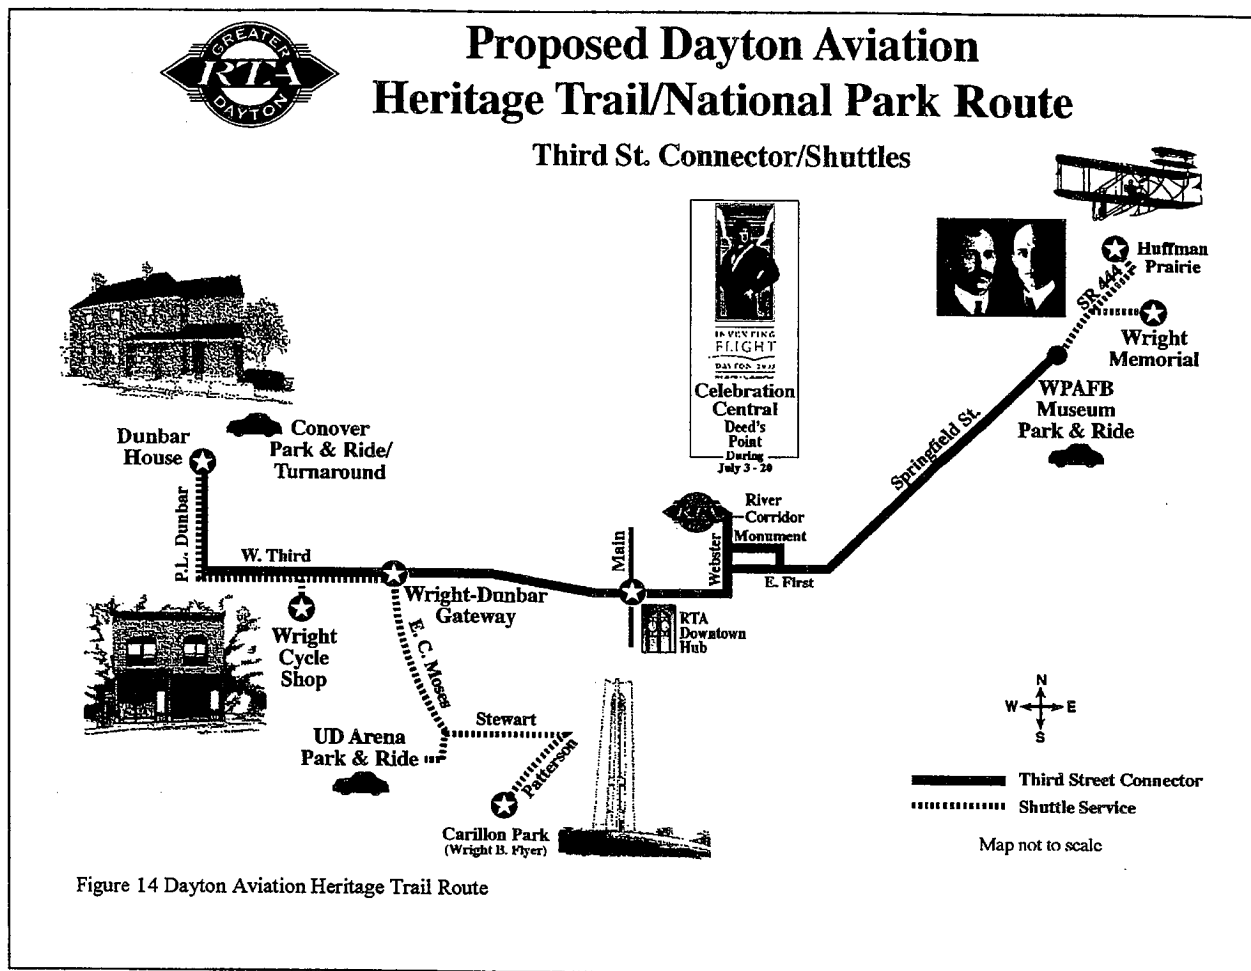 GREATER
RTA
DAYTON
Proposed Dayton Aviation
Heritage Trail/National Park Route
Third St. Connector/Shuttles
INVENTING
FLIGHT
Celebration
Central
Deed's
Point
During
July 3 - 20
Huffman
Prairie
SR 444
Wright
Memorial
WPAFB
Museum
Park & Ride
Springfield St.
Dunbar
House
Conover
Park & Ride/
Turnaround
P.L. Dunbar
W. Third
Wright
Cycle
Shop
Wright-Dunbar
Gateway
Main
RTA
Downtown
Hub
RTA
River
Corridor
Webster
Monument
E. First
E. C. Moses
Stewart
Patterson
UD Arena
Park & Ride
Carillon Park
(Wright B. Flyer)
N
W E
S
Third Street Connector
Shuttle Service
Map not to scale
Figure 14 Dayton Aviation Heritage Trail Route